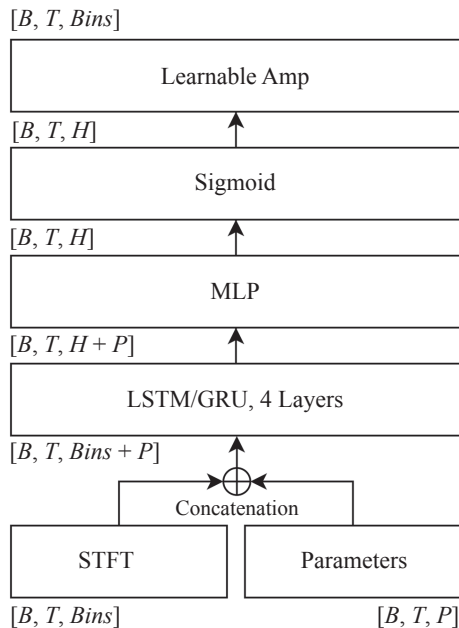 [B, T, Bins]
Learnable Amp
[B, T, H]
Sigmoid
[B, T, H]
MLP
[B, T, H + P]
LSTM/GRU, 4 Layers
[B, T, Bins + P]
Concatenation
STFT Parameters
[B, T, Bins] [B, T, P]